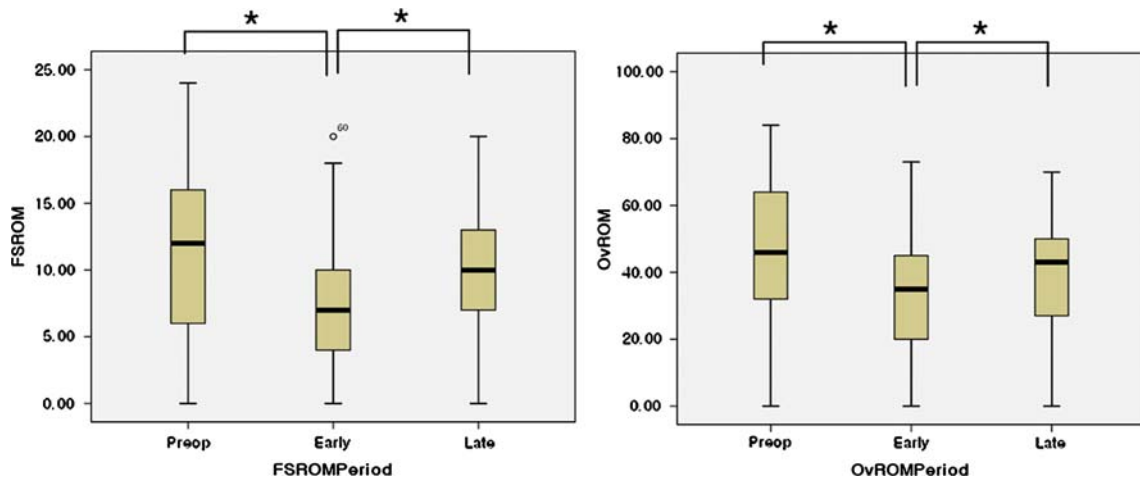 * *
25.00
20.00
15.00
10.00
5.00
0.00
FSROM
60
Preop Early Late
FSROMPeriod
* *
100.00
80.00
60.00
40.00
20.00
0.00
OvROM
Preop Early Late
OvROMPeriod